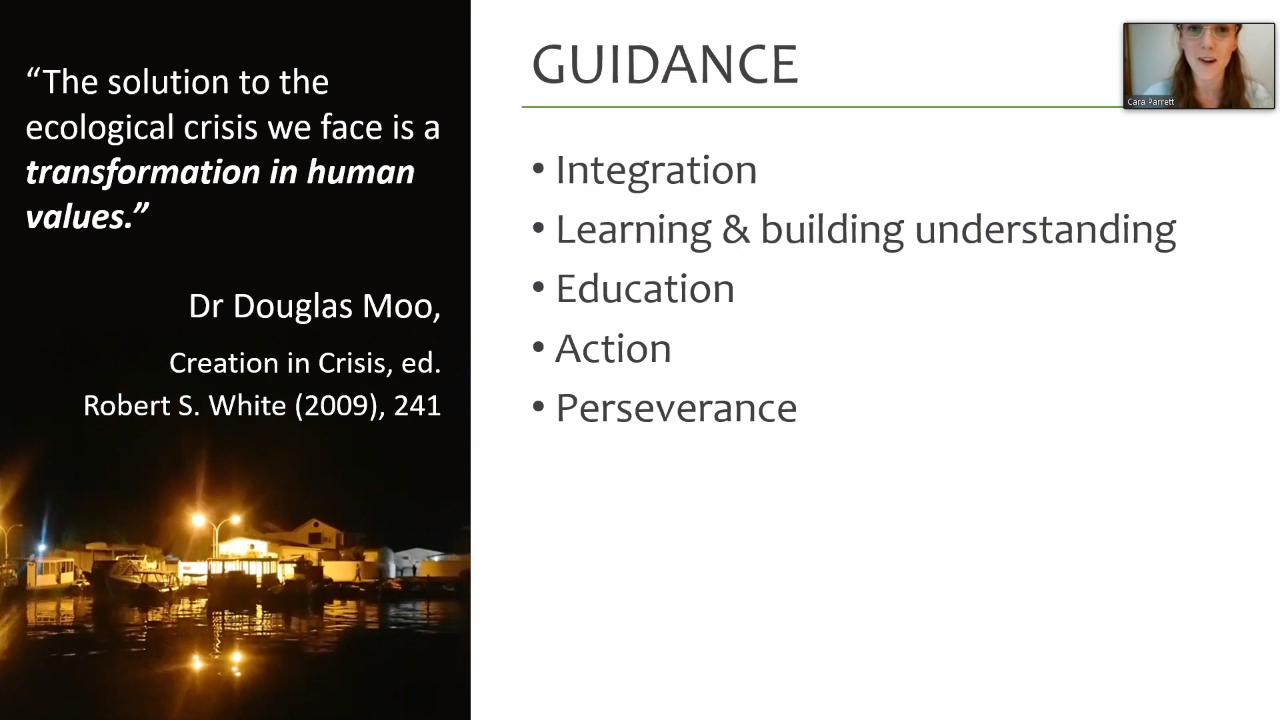 “The solution to the
ecological crisis we face is a
transformation in human
values.”
Dr Douglas Moo,
Creation in Crisis, ed.
Robert S. White (2009), 241
GUIDANCE
• Integration
• Learning & building understanding
• Education
• Action
• Perseverance
Cara Parrett